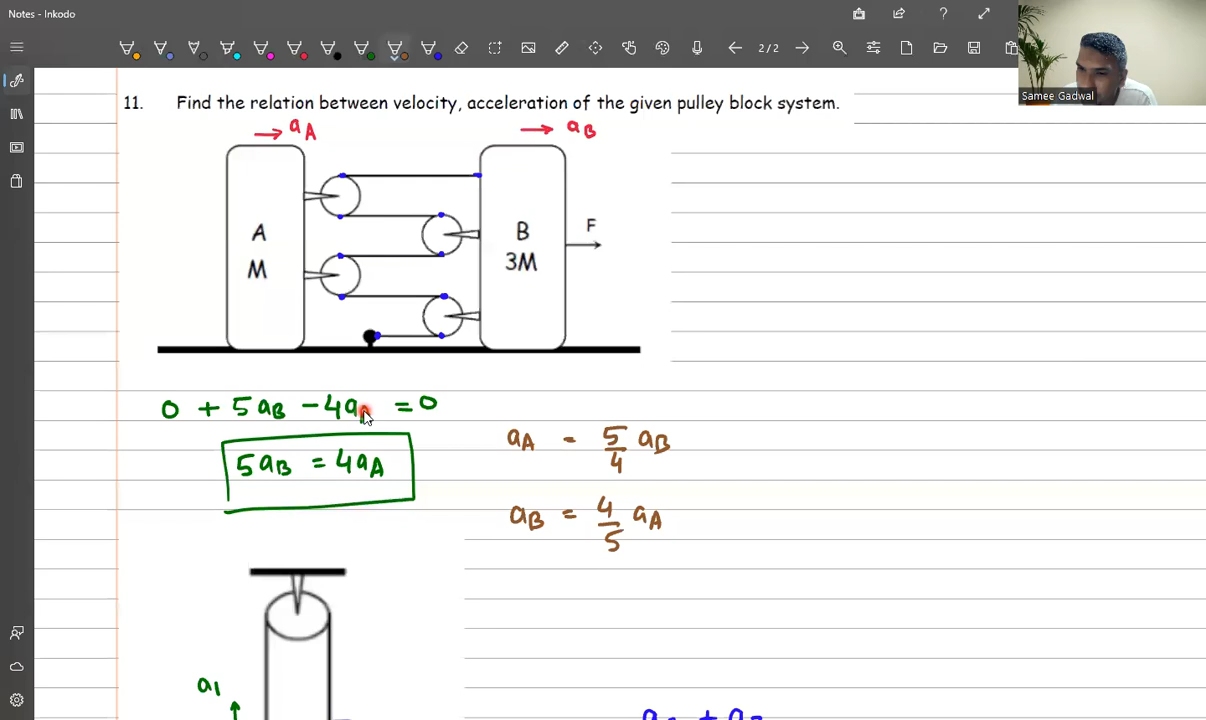 Notes - Inkodo
2/2
Samee Gadwal
11. Find the relation between velocity, acceleration of the given pulley block system.
→ aA
→ aB
A
M
B
3M
F
0 + 5aB - 4aA = 0
5aB = 4aA
aA = 5/4 aB
aB = 4/5 aA
a1